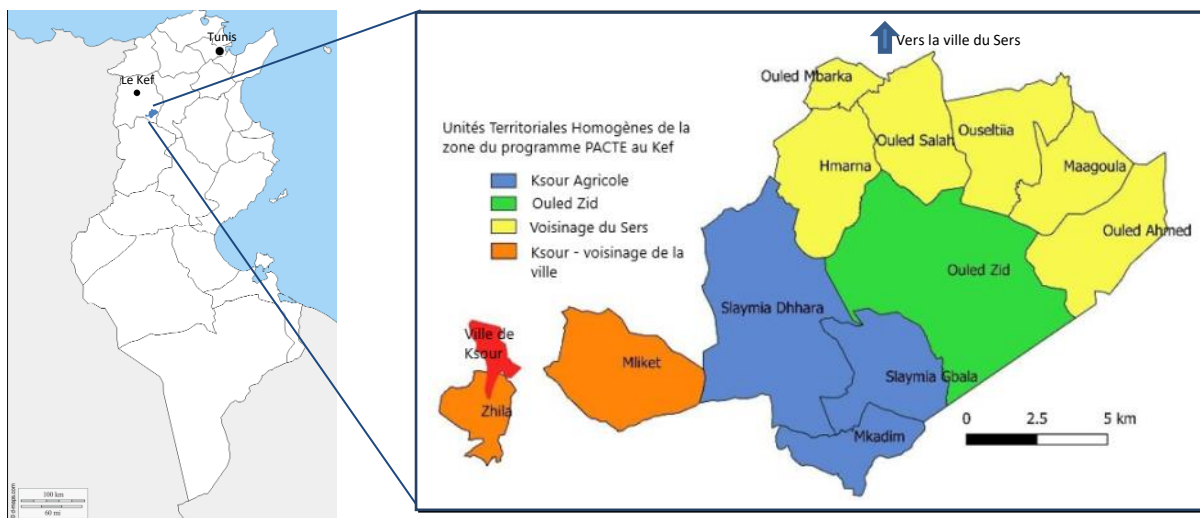 Tunis
Le Kef
100 km
60 mi
d-maps.com
Vers la ville du Sers
Unités Territoriales Homogènes de la
zone du programme PACTE au Kef
Ksour Agricole
Ouled Zid
Voisinage du Sers
Ksour - voisinage de la
ville
Ouled Mbarka
Ouled Salah
Ouseltiia
Hmarna
Maagoula
Ouled Ahmed
Ouled Zid
Slaymia Dhhara
Ville de
Ksour
Mliket
Slaymia Gbala
Zhila
Mkadim
0 2.5 5 km